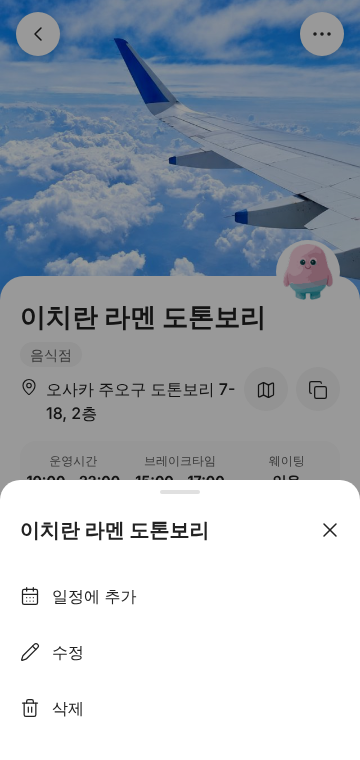 이치란 라멘 도톤보리
음식점
오사카 주오구 도톤보리 7-
18, 2층
운영시간 브레이크타임 웨이팅
이치란 라멘 도톤보리
일정에 추가
수정
삭제